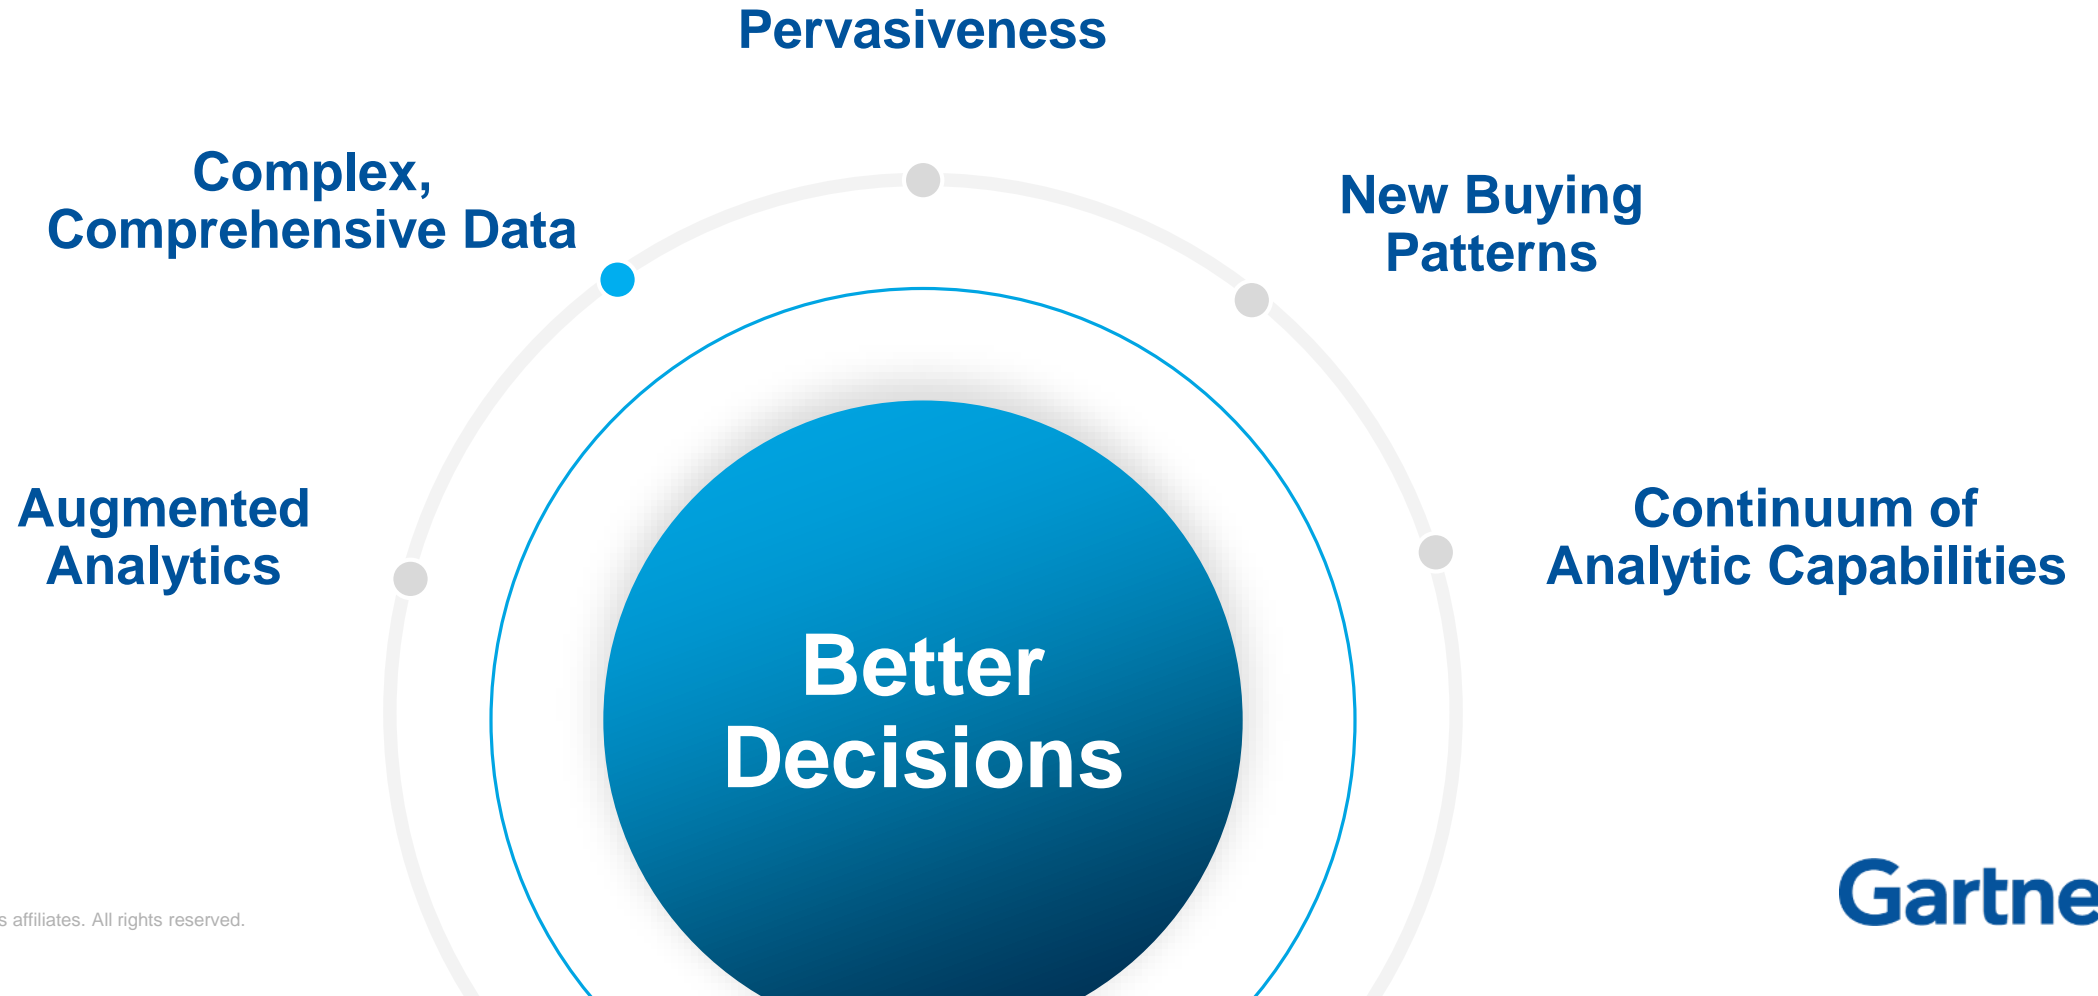 Pervasiveness
Complex,
Comprehensive Data
New Buying
Patterns
Augmented
Analytics
Continuum of
Analytic Capabilities
Better
Decisions
s affiliates. All rights reserved.
Gartne